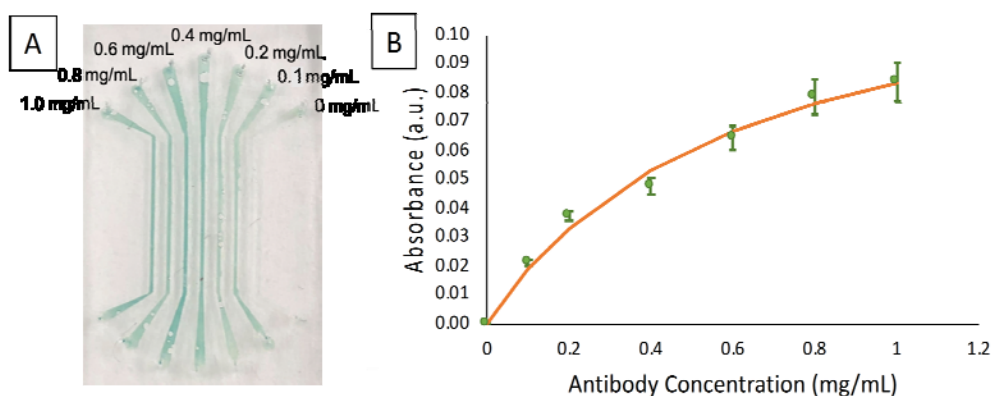 A
0.4 mg/mL
0.6 mg/mL
0.2 mg/mL
0.8 mg/mL
0.1 mg/mL
1.0 mg/mL
0 mg/mL
B
0.10
0.09
0.08
0.07
0.06
0.05
0.04
0.03
0.02
0.01
0.00
Absorbance (a.u.)
0
0.2
0.4
0.6
0.8
1
1.2
Antibody Concentration (mg/mL)